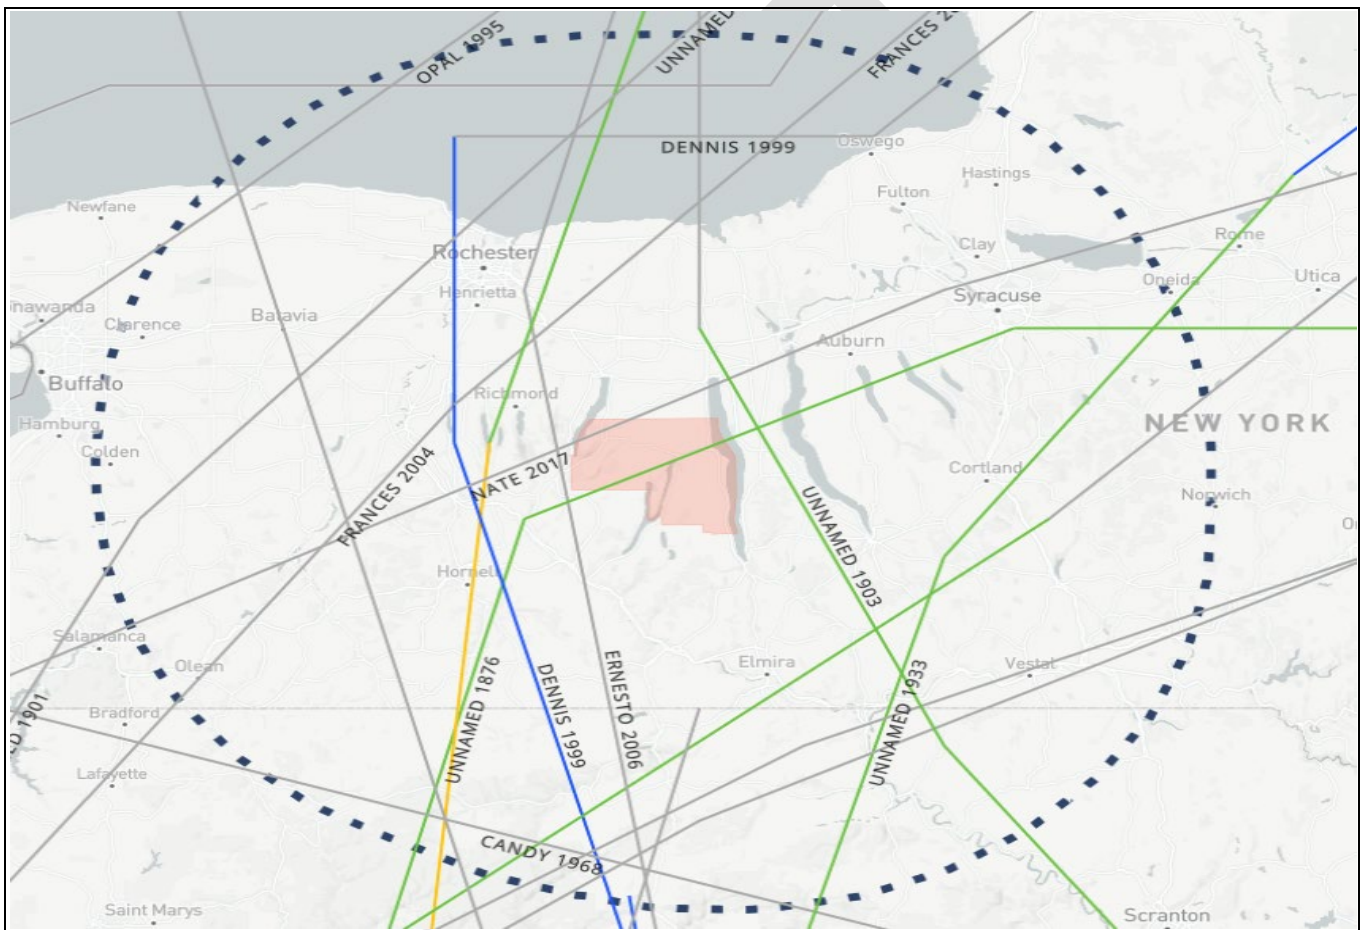 OPAL 1995
UNNAMED
FRANCES
DENNIS 1999
Oswego
Hastings
Fulton
Newfane
Rochester
Clay
Rome
Oneida
Utica
Henrietta
Syracuse
nawanda
Clarence
Batavia
Auburn
Buffalo
Richmond
Hamburg
NEW YORK
Colden
FRANCES 2004
NATE 2017
Cortland
Norwich
UNNAMED 1903
Hornell
Salamanca
Olean
Elmira
Vestal
UNNAMED 1876
DENNIS 1999
ERNESTO 2006
UNNAMED 1933
1901
Bradford
Lafayette
CANDY 1968
Saint Marys
Scranton